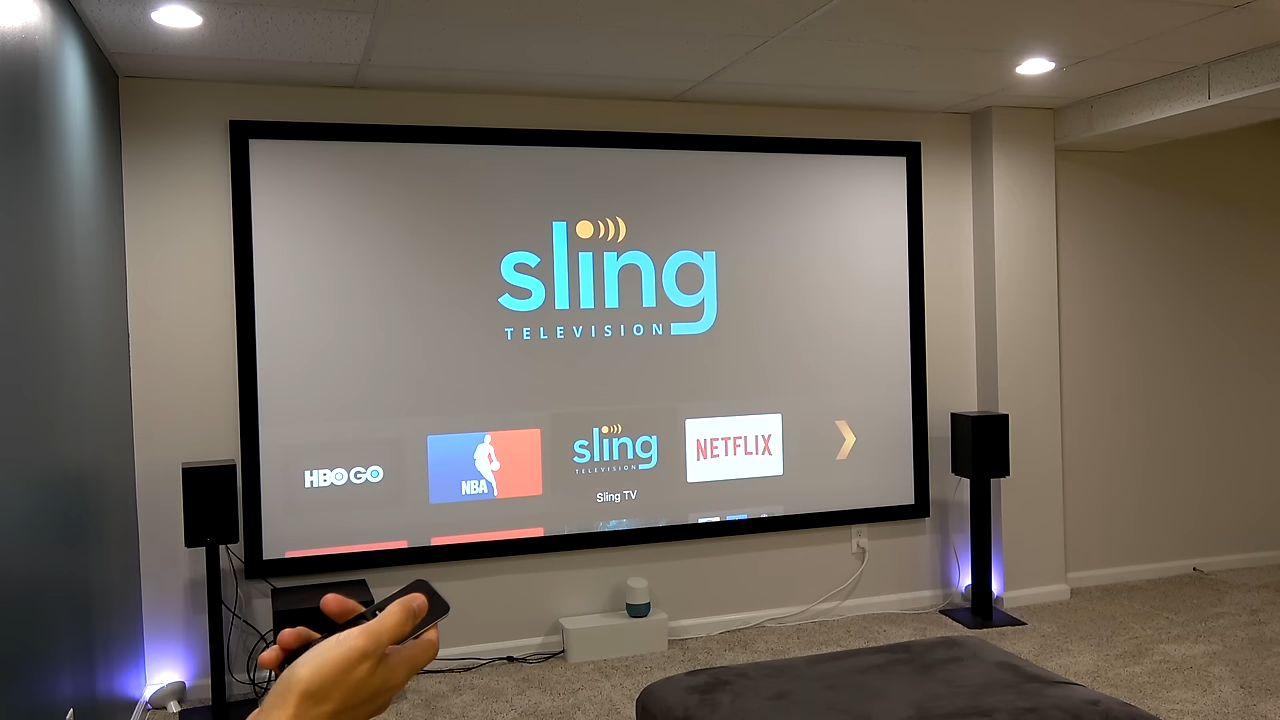 sling
TELEVISION
HBO GO
NBA
sling
TELEVISION
NETFLIX
Sling TV